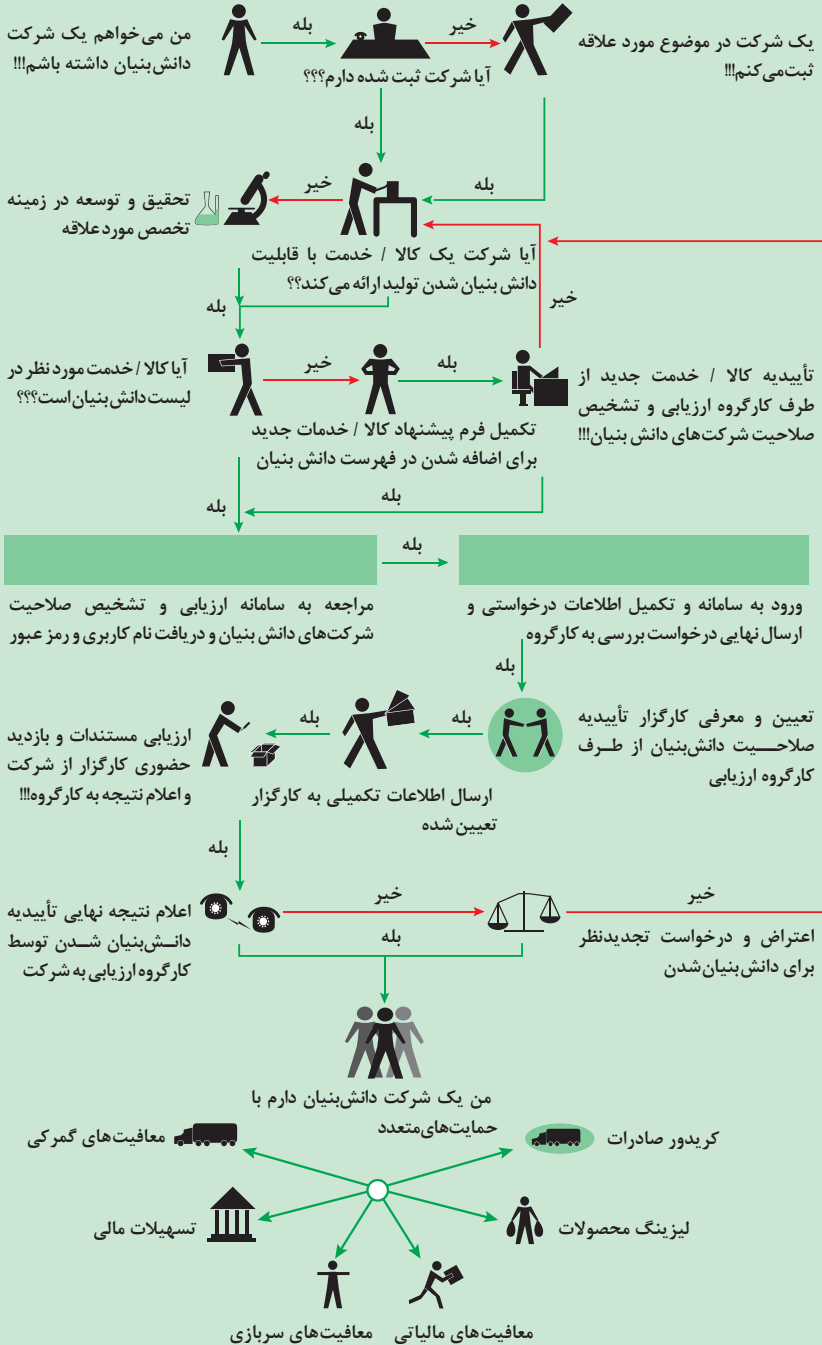 من می‌خواهم یک شرکت
دانش‌بنیان داشته باشم!!!
بله
آیا شرکت ثبت شده دارم؟؟؟
خیر
یک شرکت در موضوع مورد علاقه
ثبت‌می‌کنم!!!
بله
بله
خیر
تحقیق و توسعه در زمینه
تخصص مورد علاقه
آیا شرکت یک کالا / خدمت با قابلیت
دانش‌بنیان شدن تولید ارائه می‌کند؟؟
بله
خیر
آیا کالا / خدمت مورد نظر در
لیست دانش‌بنیان است؟؟؟
خیر
بله
تکمیل فرم پیشنهاد کالا / خدمات جدید
برای اضافه شدن در فهرست دانش بنیان
تأییدیه کالا / خدمت جدید از
طرف کارگروه ارزیابی و تشخیص
صلاحیت شرکت‌های دانش بنیان!!!
بله
بله
بله
مراجعه به سامانه ارزیابی و تشخیص صلاحیت
شرکت‌های دانش بنیان و دریافت نام کاربری و رمز عبور
ورود به سامانه و تکمیل اطلاعات درخواستی و
ارسال نهایی درخواست بررسی به کارگروه
بله
تعیین و معرفی کارگزار تأییدیه
صلاحـــیت دانش‌بنیان از طــرف
کارگروه ارزیابی
بله
ارسال اطلاعات تکمیلی به کارگزار
تعیین‌شده
بله
ارزیابی مستندات و بازدید
حضوری کارگزار از شرکت
و اعلام نتیجه به کارگروه!!!
بله
اعلام نتیجه نهایی تأییدیه
دانــش‌بنیان شــدن توسط
کارگروه ارزیابی به شرکت
خیر
بله
خیر
اعتراض و درخواست تجدیدنظر
برای دانش‌بنیان‌شدن
من یک شرکت دانش‌بنیان دارم با
حمایت‌های‌متعدد
کریدور صادرات
معافیت‌های گمرکی
لیزینگ محصولات
تسهیلات مالی
معافیت‌های مالیاتی
معافیت‌های سربازی